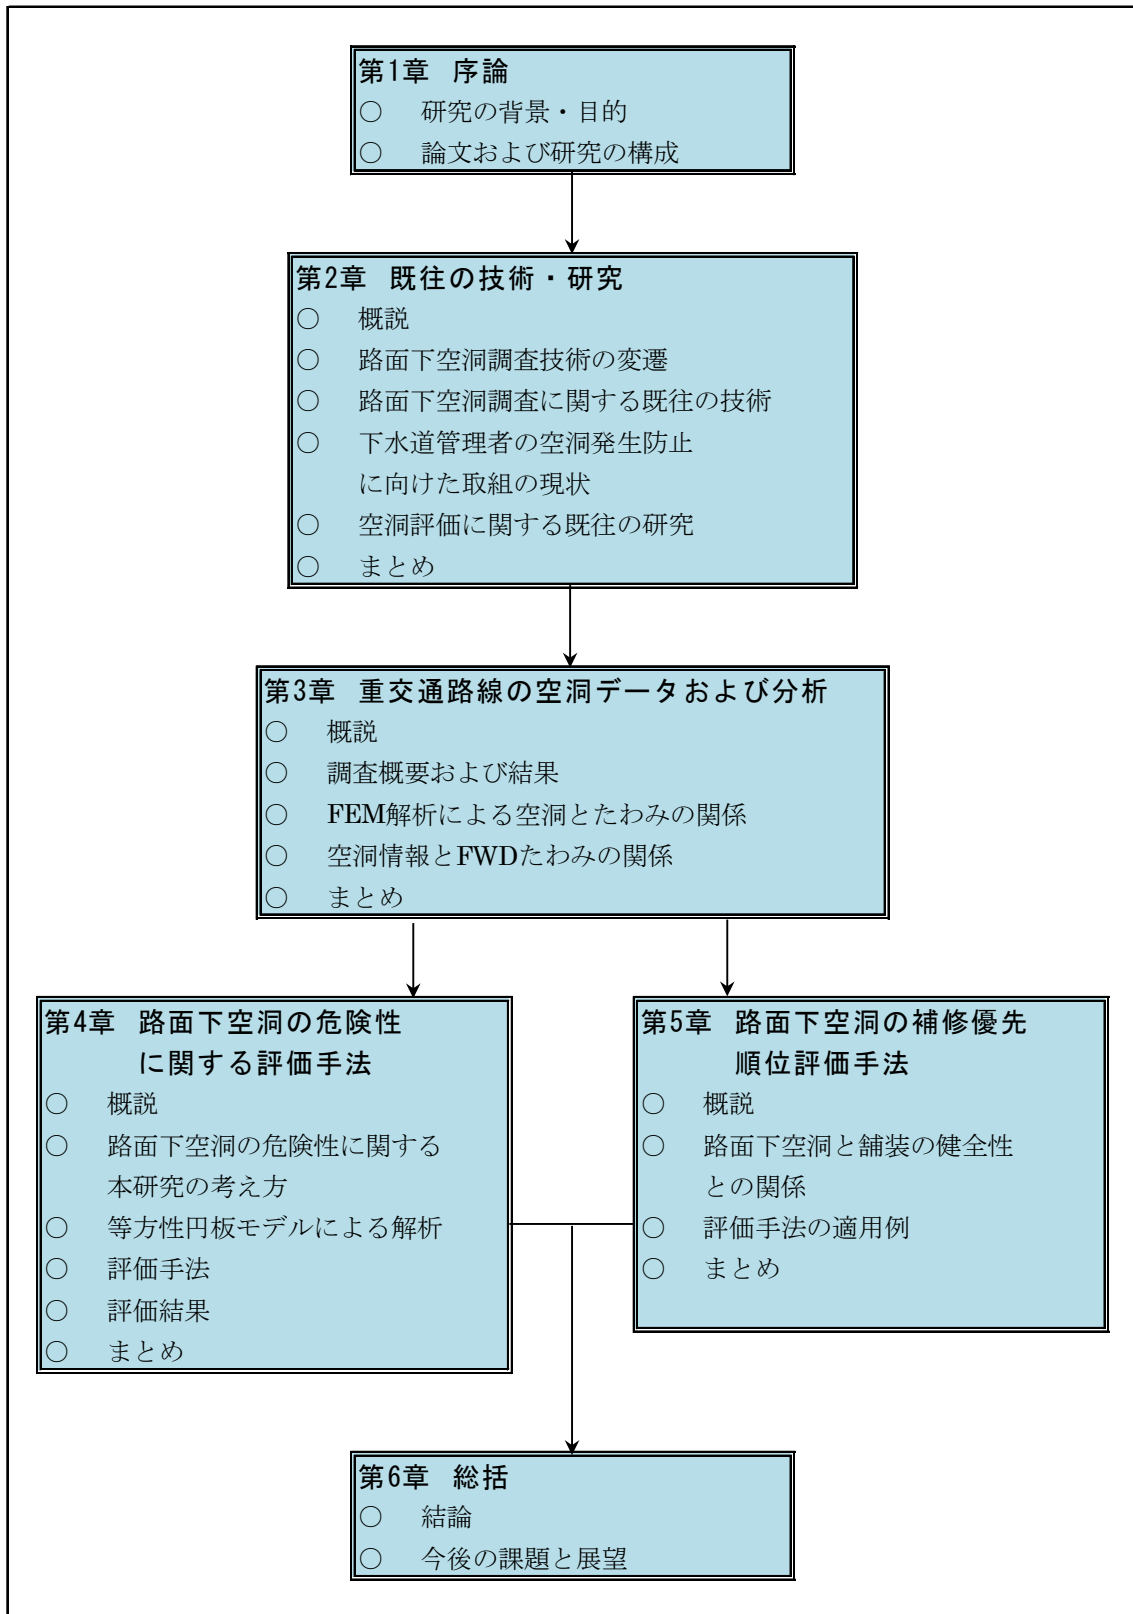 第1章 序論
○ 研究の背景・目的
○ 論文および研究の構成
第2章 既往の技術・研究
○ 概説
○ 路面下空洞調査技術の変遷
○ 路面下空洞調査に関する既往の技術
○ 下水道管理者の空洞発生防止
に向けた取組の現状
○ 空洞評価に関する既往の研究
○ まとめ
第3章 重交通路線の空洞データおよび分析
○ 概説
○ 調査概要および結果
○ FEM解析による空洞とたわみの関係
○ 空洞情報とFWDたわみの関係
○ まとめ
第4章 路面下空洞の危険性
に関する評価手法
○ 概説
○ 路面下空洞の危険性に関する
本研究の考え方
○ 等方性円板モデルによる解析
○ 評価手法
○ 評価結果
○ まとめ
第5章 路面下空洞の補修優先
順位評価手法
○ 概説
○ 路面下空洞と舗装の健全性
との関係
○ 評価手法の適用例
○ まとめ
第6章 総括
○ 結論
○ 今後の課題と展望